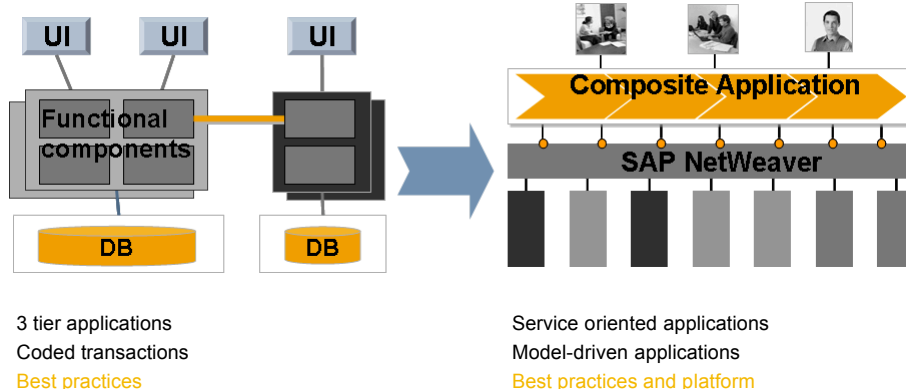 UI
UI
UI
Functional
components
DB
DB
Composite Application
SAP NetWeaver
3 tier applications
Coded transactions
Best practices
Service oriented applications
Model-driven applications
Best practices and platform